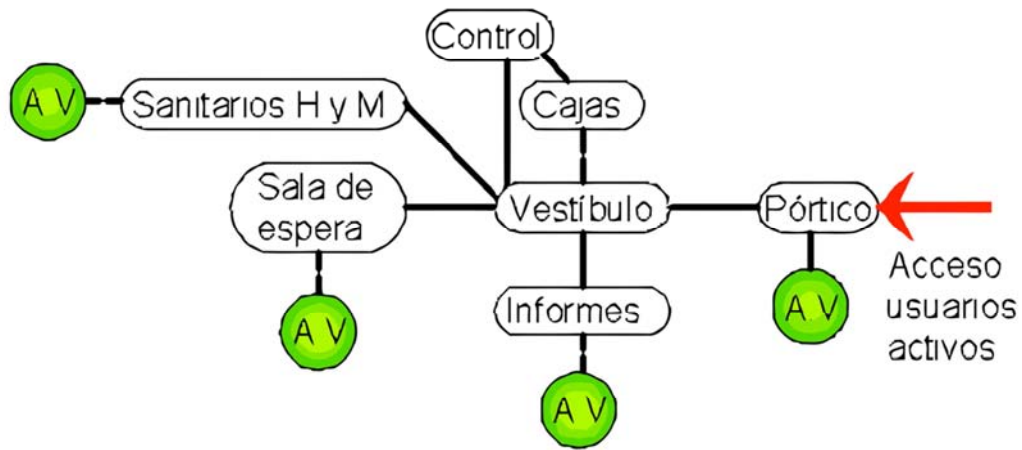 Control
A V
Sanitarios H y M
Cajas
Sala de
espera
Vestíbulo
Pórtico
Acceso
usuarios
activos
A V
Informes
A V
A V